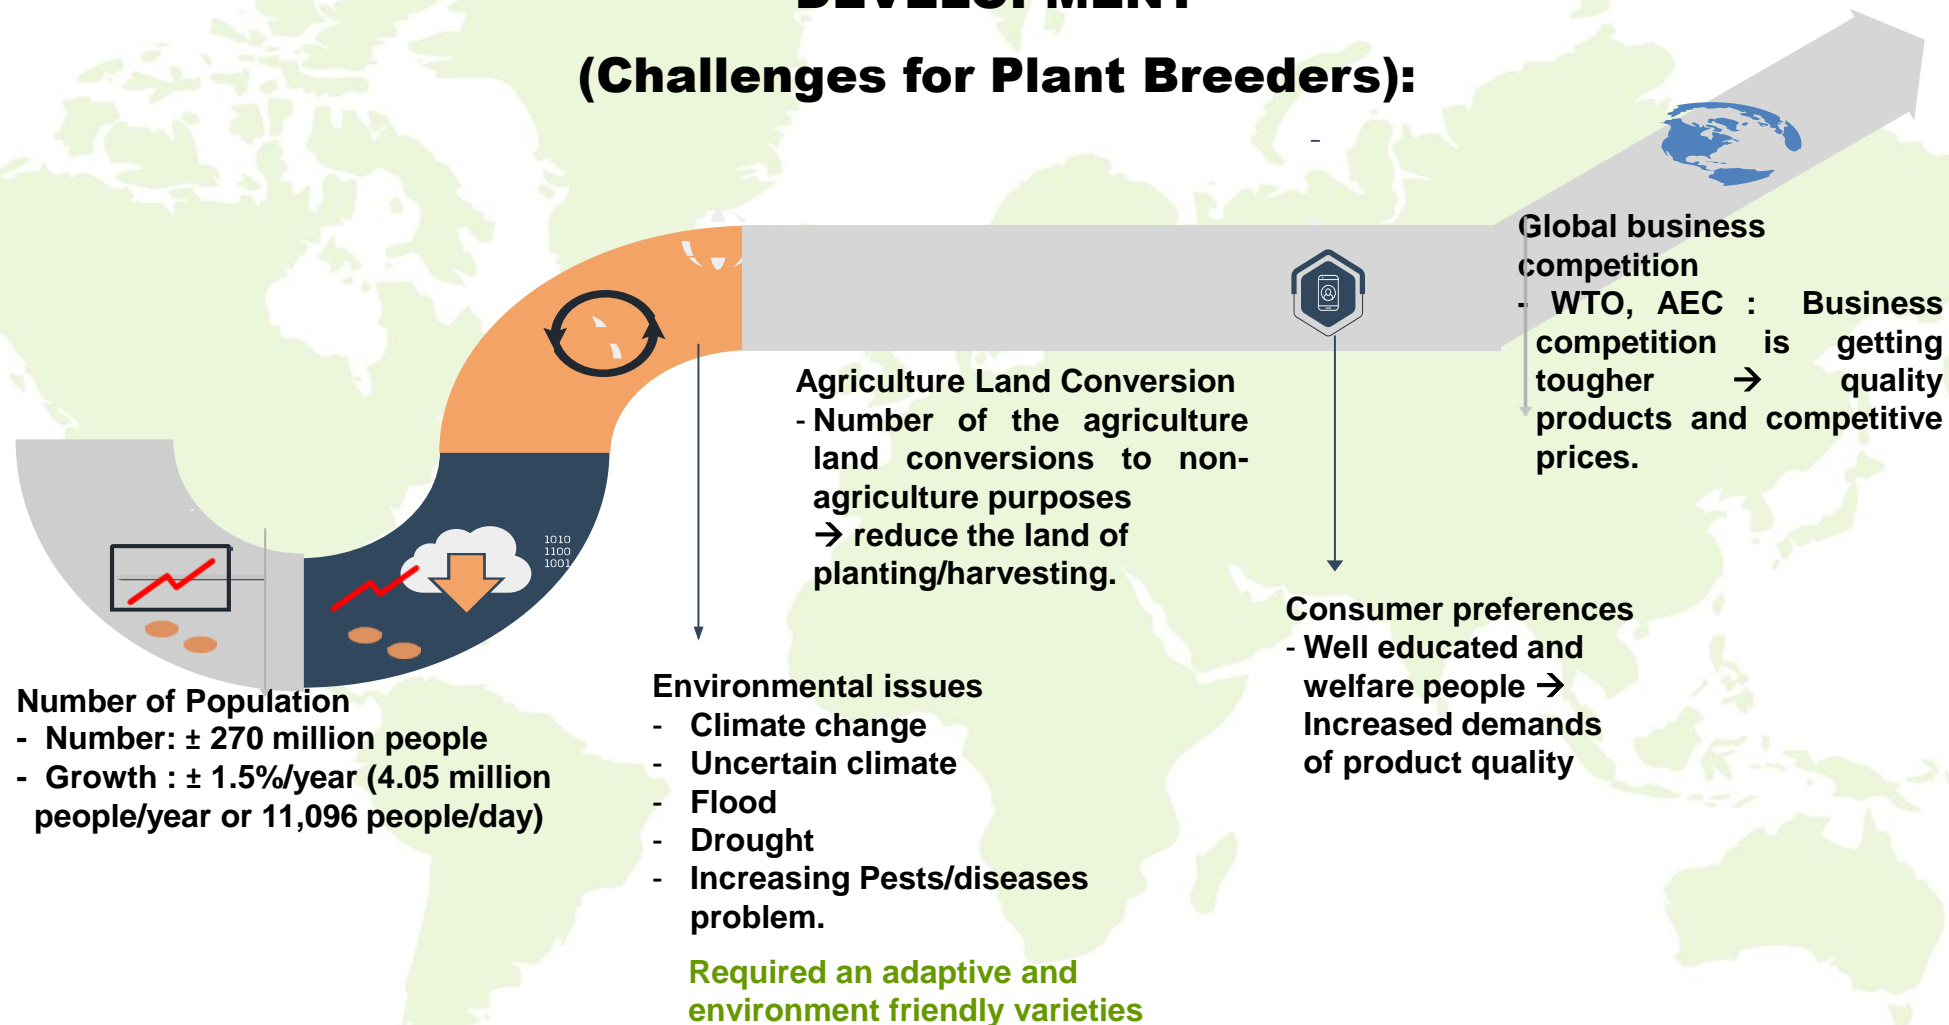 DEVELOPMENT
(Challenges for Plant Breeders):
-
Global business
competition
- WTO, AEC : Business
competition is getting
tougher → quality
products and competitive
prices.
Agriculture Land Conversion
- Number of the agriculture
land conversions to non-
agriculture purposes
→ reduce the land of
planting/harvesting.
1010
1100
1001
Consumer preferences
- Well educated and
welfare people →
Increased demands
of product quality
Number of Population
- Number: ± 270 million people
- Growth : ± 1.5%/year (4.05 million
people/year or 11,096 people/day)
Environmental issues
- Climate change
- Uncertain climate
- Flood
- Drought
- Increasing Pests/diseases
problem.
Required an adaptive and
environment friendly varieties